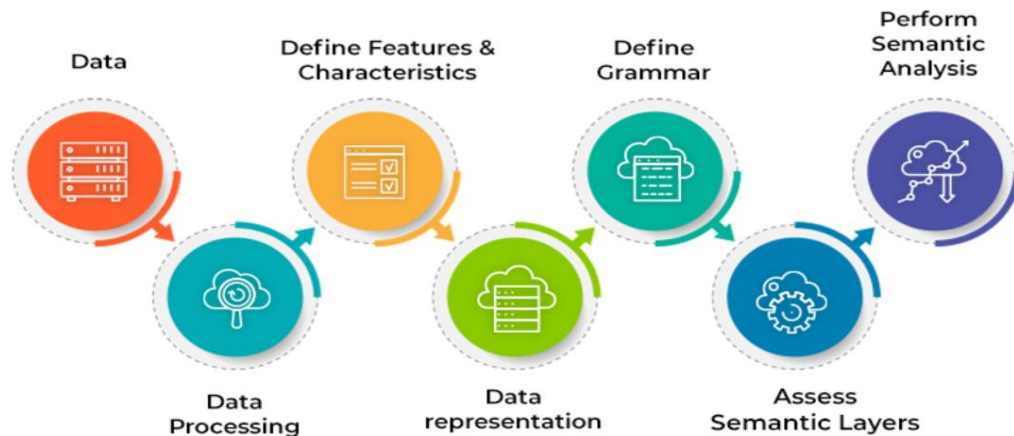 Data
Data
Processing
Define Features &
Characteristics
Data
representation
Define
Grammar
Assess
Semantic Layers
Perform
Semantic
Analysis